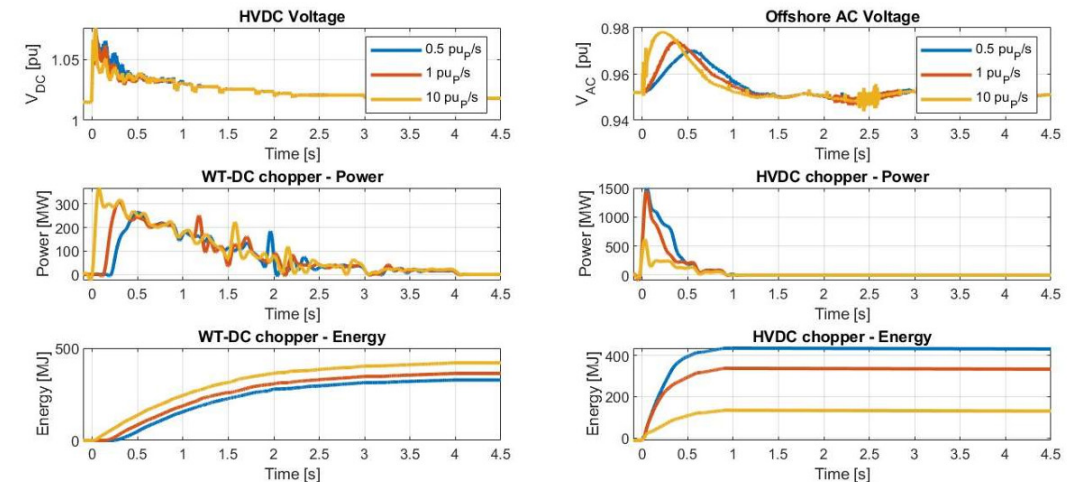 HVDC Voltage
V_DC [pu]
1.05
1
0 0.5 1 1.5 2 2.5 3 3.5 4 4.5
Time [s]
0.5 pu_P/s
1 pu_P/s
10 pu_P/s
Offshore AC Voltage
V_AC [pu]
0.98
0.96
0.94
0 0.5 1 1.5 2 2.5 3 3.5 4 4.5
Time [s]
0.5 pu_P/s
1 pu_P/s
10 pu_P/s
WT-DC chopper - Power
Power [MW]
300
200
100
0
0 0.5 1 1.5 2 2.5 3 3.5 4 4.5
Time [s]
HVDC chopper - Power
Power [MW]
1500
1000
500
0
0 0.5 1 1.5 2 2.5 3 3.5 4 4.5
Time [s]
WT-DC chopper - Energy
Energy [MJ]
500
0
0 0.5 1 1.5 2 2.5 3 3.5 4 4.5
Time [s]
HVDC chopper - Energy
Energy [MJ]
400
200
0
0 0.5 1 1.5 2 2.5 3 3.5 4 4.5
Time [s]